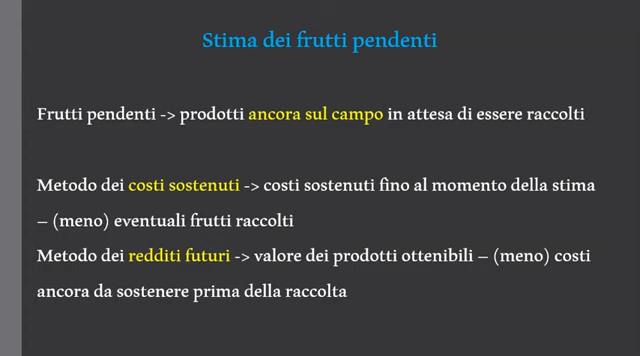 Stima dei frutti pendenti
Frutti pendenti -> prodotti ancora sul campo in attesa di essere raccolti
Metodo dei costi sostenuti -> costi sostenuti fino al momento della stima
– (meno) eventuali frutti raccolti
Metodo dei redditi futuri -> valore dei prodotti ottenibili – (meno) costi
ancora da sostenere prima della raccolta